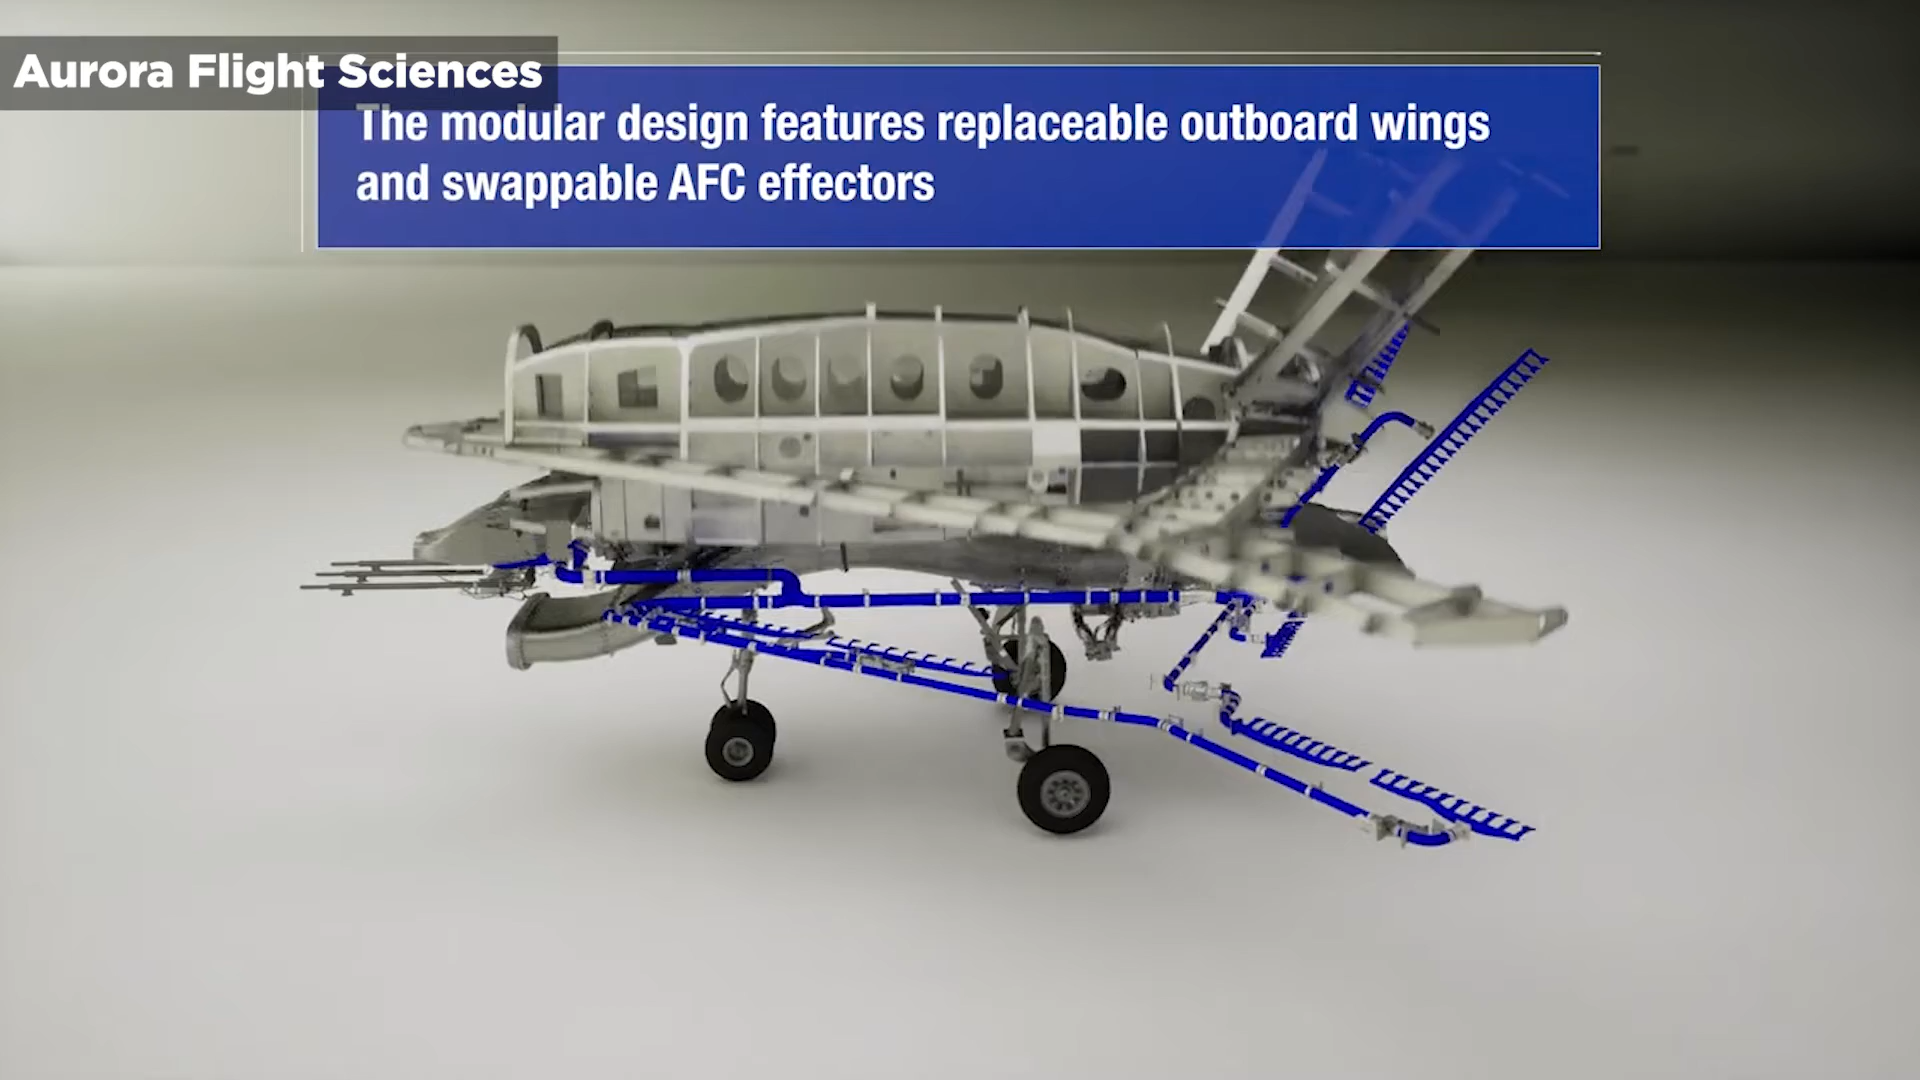 Aurora Flight Sciences
The modular design features replaceable outboard wings
and swappable AFC effectors